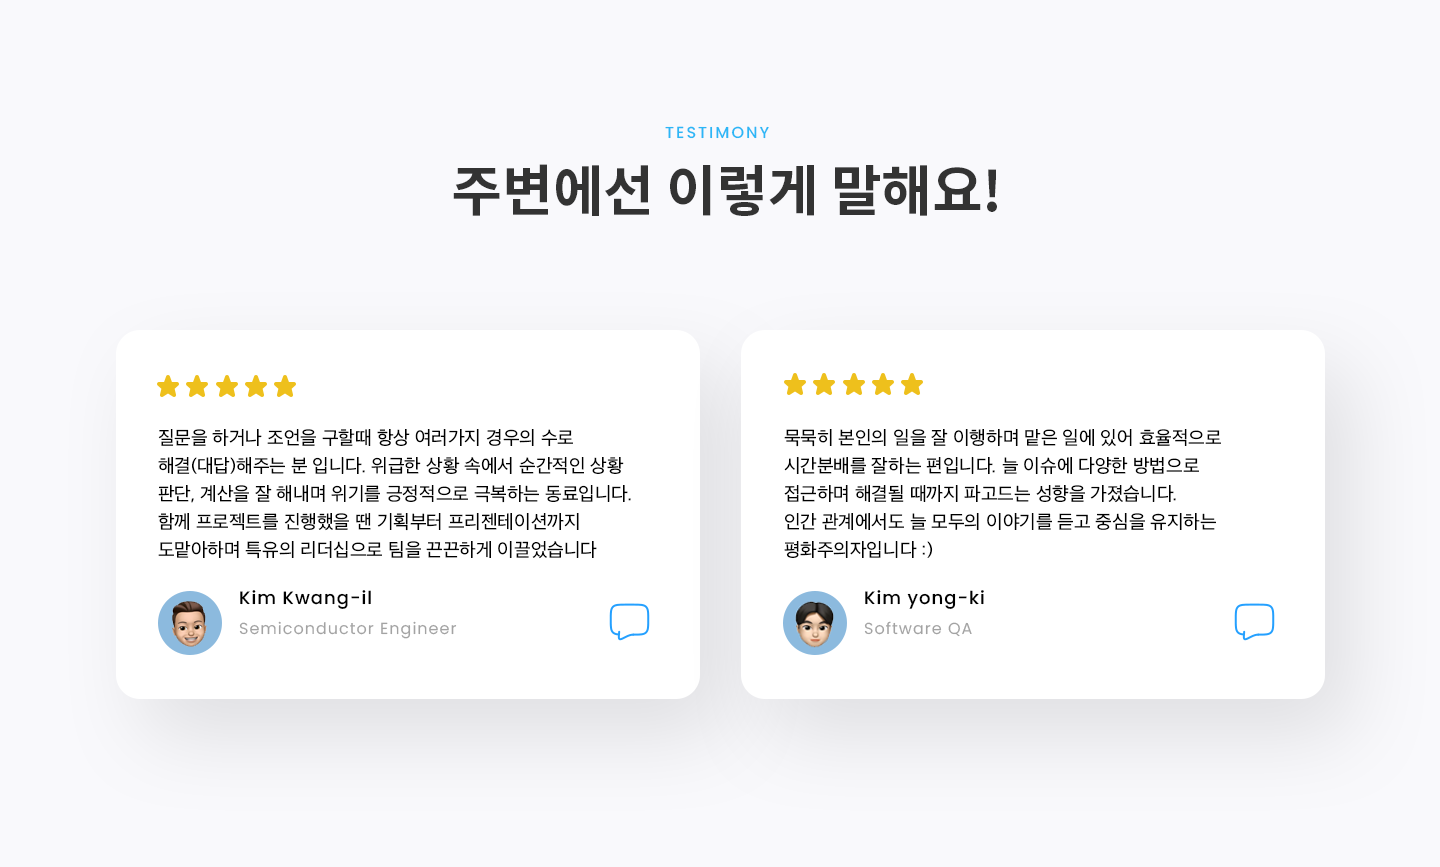 TESTIMONY
주변에선 이렇게 말해요!
질문을 하거나 조언을 구할때 항상 여러가지 경우의 수로
해결(대답)해주는 분 입니다. 위급한 상황 속에서 순간적인 상황
판단, 계산을 잘 해내며 위기를 긍정적으로 극복하는 동료입니다.
함께 프로젝트를 진행했을 땐 기획부터 프리젠테이션까지
도맡아하며 특유의 리더십으로 팀을 끈끈하게 이끌었습니다
Kim Kwang-il
Semiconductor Engineer
묵묵히 본인의 일을 잘 이행하며 맡은 일에 있어 효율적으로
시간분배를 잘하는 편입니다. 늘 이슈에 다양한 방법으로
접근하며 해결될 때까지 파고드는 성향을 가졌습니다.
인간 관계에서도 늘 모두의 이야기를 듣고 중심을 유지하는
평화주의자입니다 :)
Kim yong-ki
Software QA